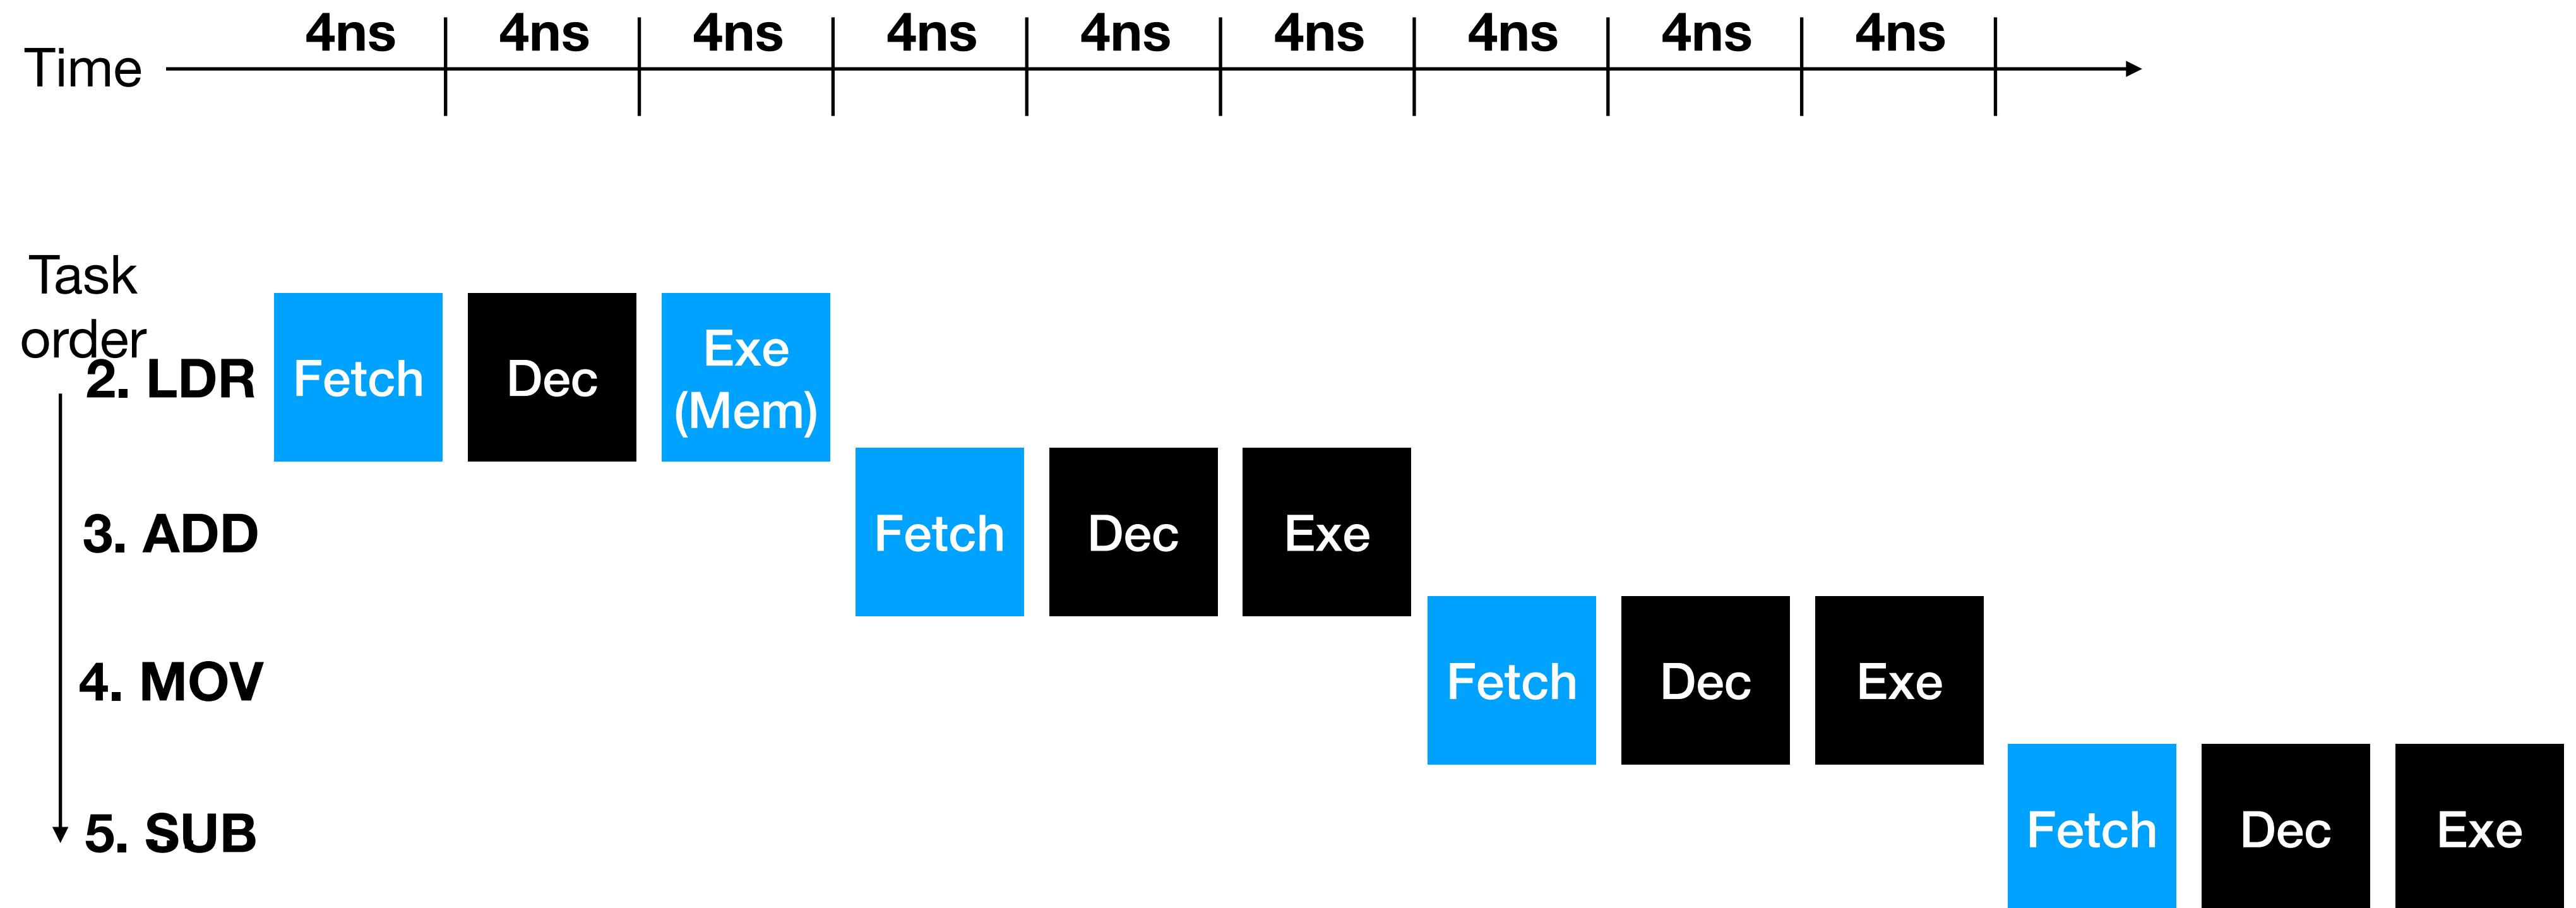 4ns 4ns 4ns 4ns 4ns 4ns 4ns 4ns 4ns
Time
Task
order
2. LDR Fetch Dec Exe
(Mem)
3. ADD Fetch Dec Exe
4. MOV Fetch Dec Exe
5. SUB Fetch Dec Exe